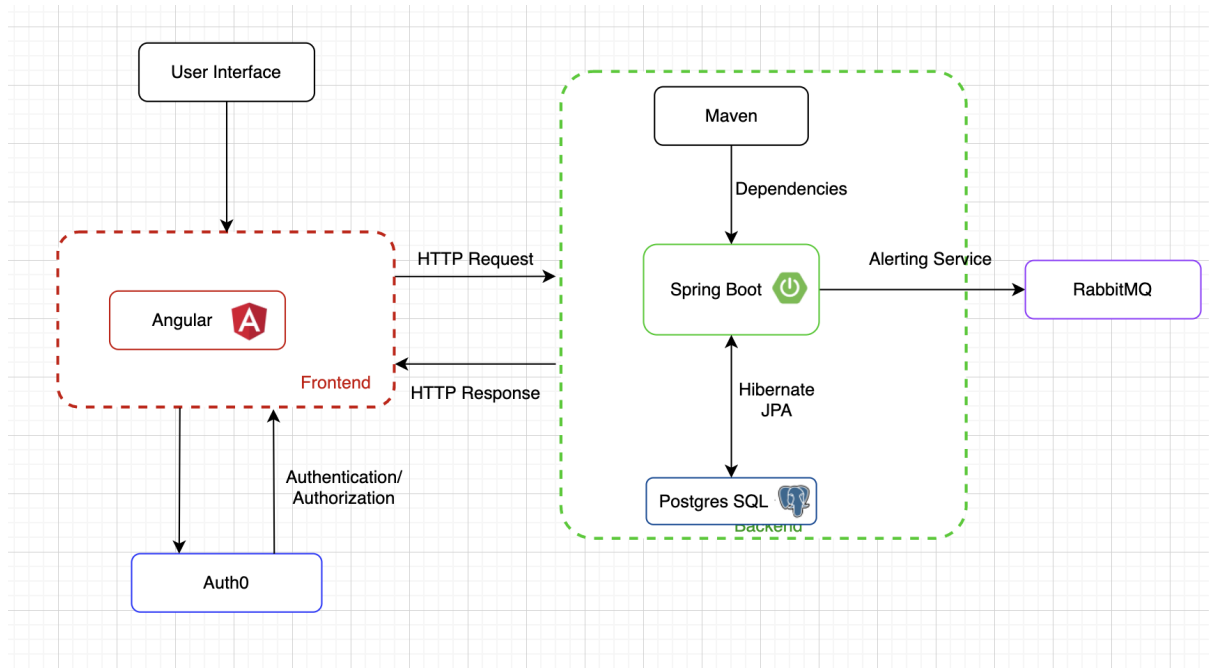 User Interface
Maven
Dependencies
HTTP Request
Alerting Service
Spring Boot
RabbitMQ
Angular
Frontend
HTTP Response
Hibernate
JPA
Authentication/
Authorization
Postgres SQL
Backend
Auth0